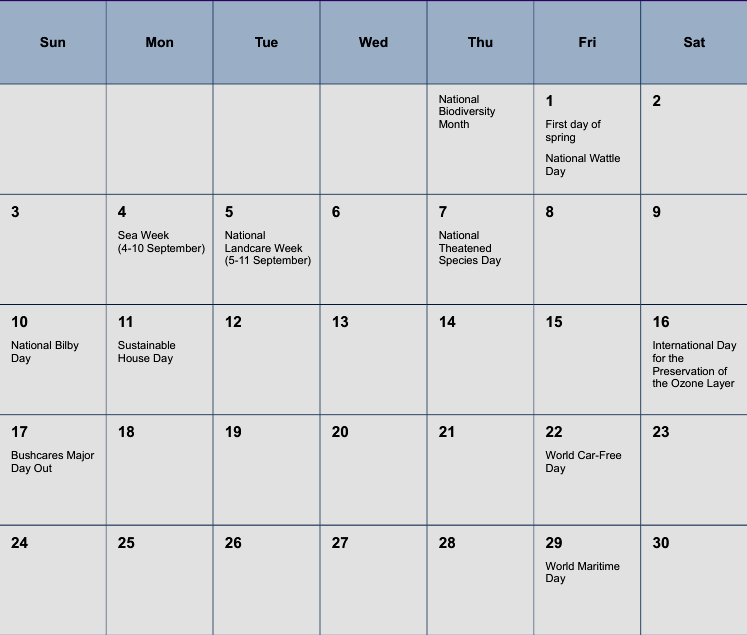 Sun Mon Tue Wed Thu Fri Sat
National
Biodiversity
Month
1
First day of
spring
National Wattle
Day
2
3
4
Sea Week
(4-10 September)
5
National
Landcare Week
(5-11 September)
6
7
National
Theatened
Species Day
8
9
10
National Bilby
Day
11
Sustainable
House Day
12
13
14
15
16
International Day
for the
Preservation of
the Ozone Layer
17
Bushcares Major
Day Out
18
19
20
21
22
World Car-Free
Day
23
24
25
26
27
28
29
World Maritime
Day
30